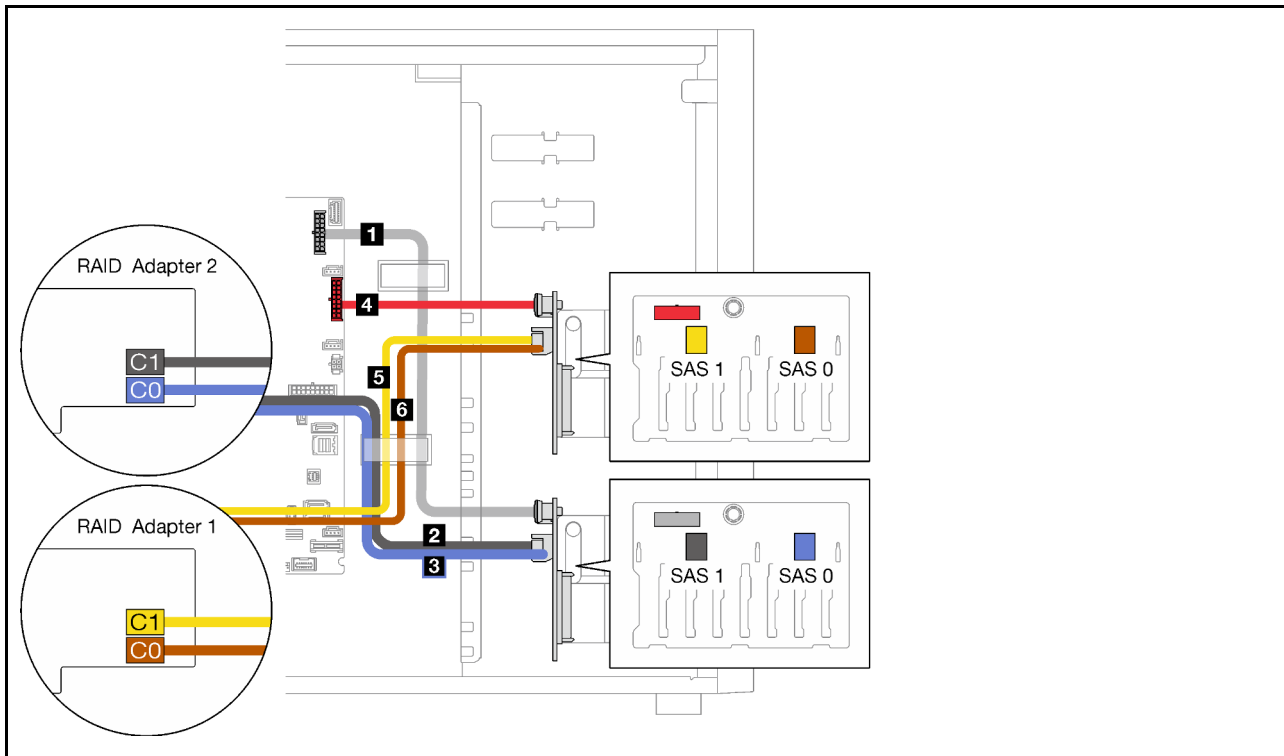 1
RAID Adapter 2
4
C1
C0
5
6
SAS 1 SAS 0
RAID Adapter 1
2
3
SAS 1 SAS 0
C1
C0